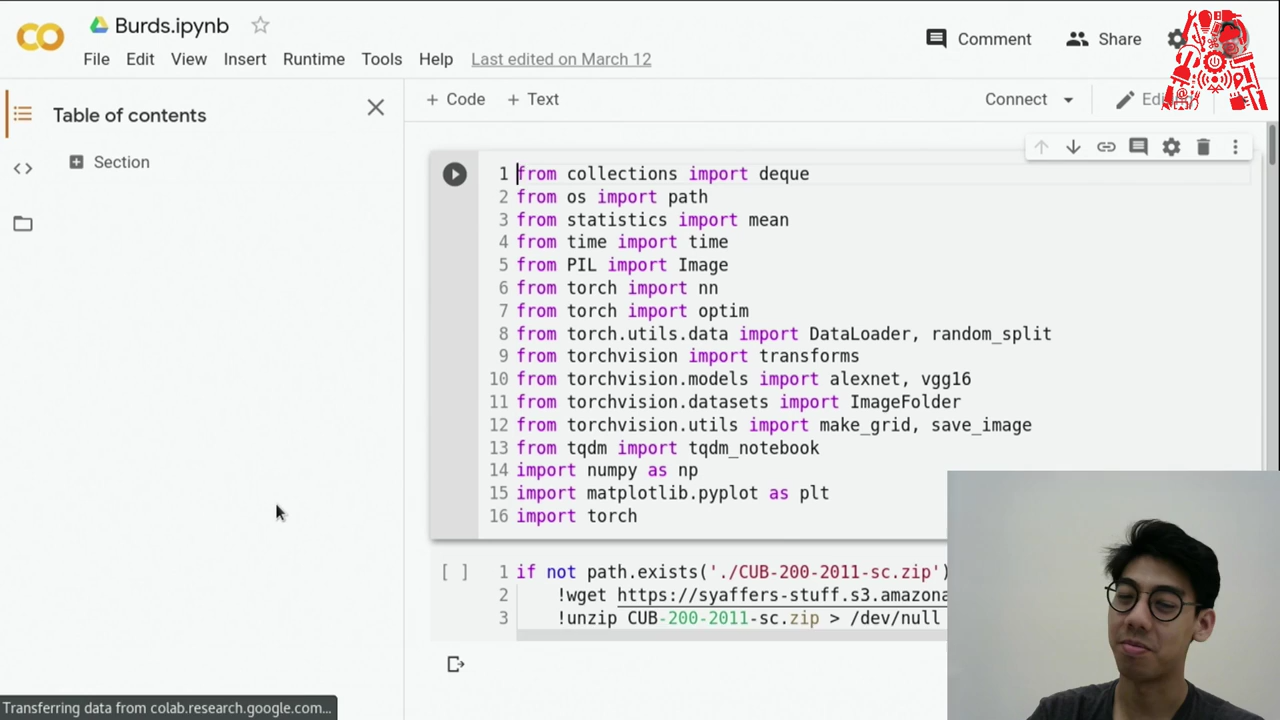 Burds.ipynb
Comment
Share
File Edit View Insert Runtime Tools Help Last edited on March 12
Table of contents
+ Code + Text
Connect
Section
1 from collections import deque
2 from os import path
3 from statistics import mean
4 from time import time
5 from PIL import Image
6 from torch import nn
7 from torch import optim
8 from torch.utils.data import DataLoader, random_split
9 from torchvision import transforms
10 from torchvision.models import alexnet, vgg16
11 from torchvision.datasets import ImageFolder
12 from torchvision.utils import make_grid, save_image
13 from tqdm import tqdm_notebook
14 import numpy as np
15 import matplotlib.pyplot as plt
16 import torch
[ ] 1 if not path.exists('./CUB-200-2011-sc.zip')
2 !wget https://syaffers-stuff.s3.amazona
3 !unzip CUB-200-2011-sc.zip > /dev/null
Transferring data from colab.research.google.com...